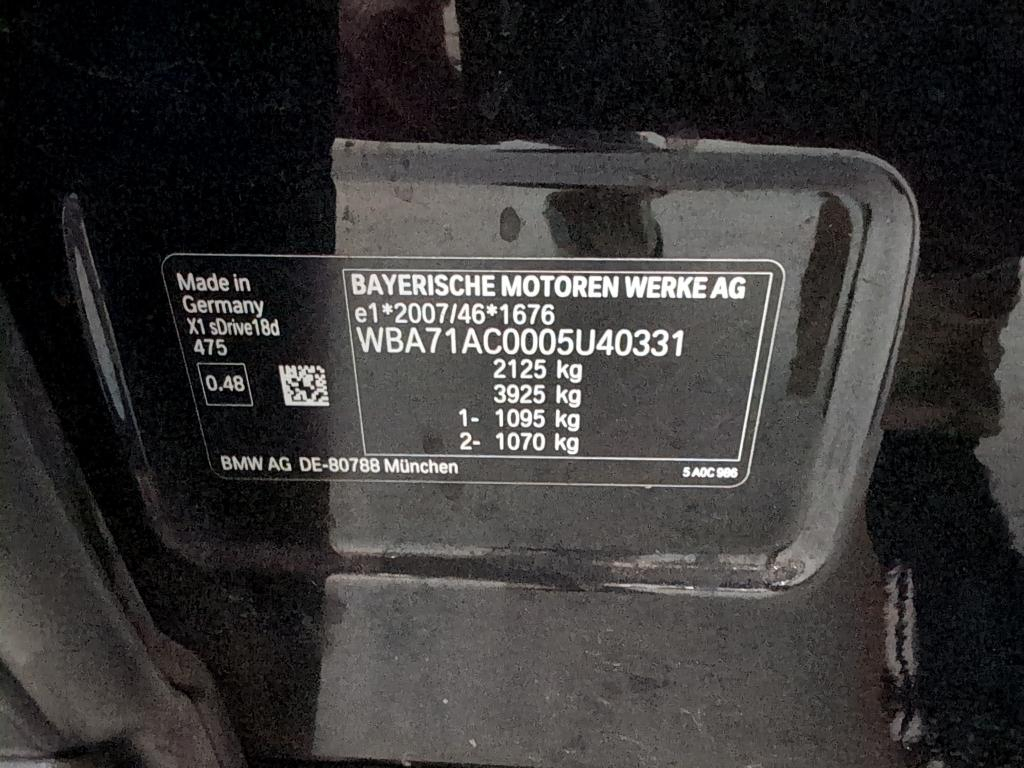 Made in
Germany
X1 sDrive18d
475
0.48
BAYERISCHE MOTOREN WERKE AG
e1*2007/46*1676
WBA71AC0005U40331
2125 kg
3925 kg
1- 1095 kg
2- 1070 kg
BMW AG DE-80788 München
5 A0C 9B6